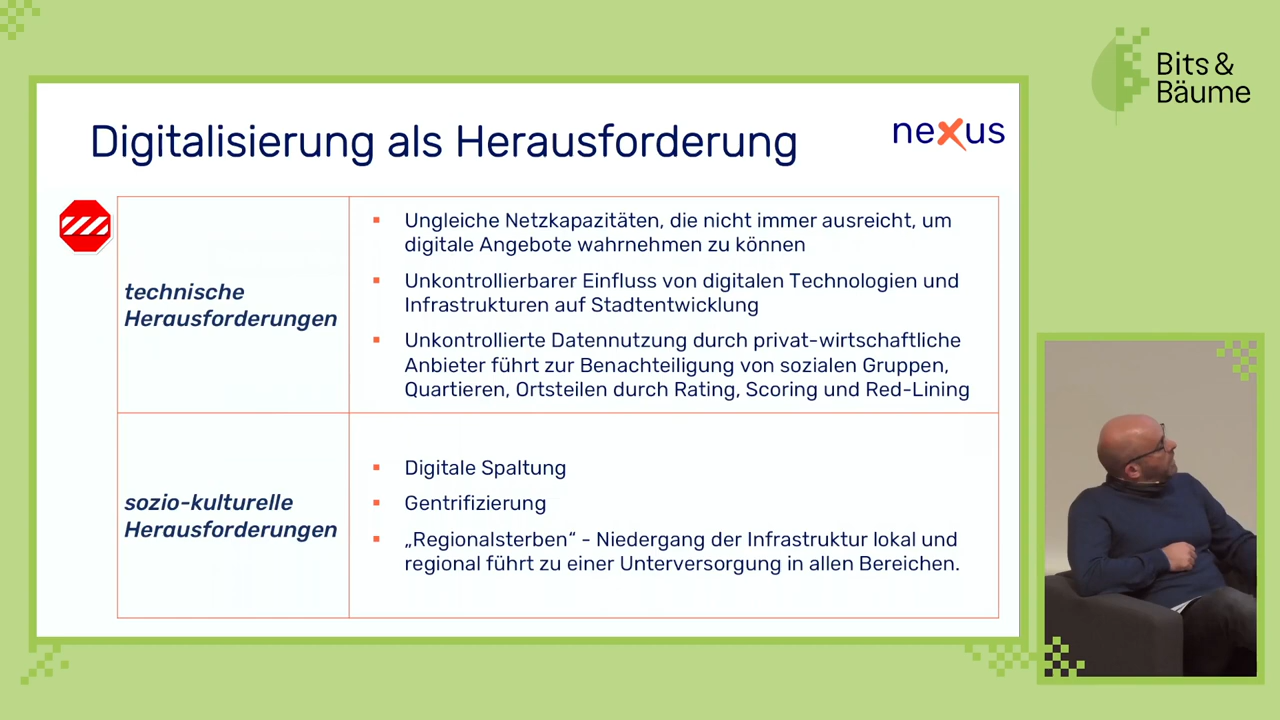 Bits &
Bäume
Digitalisierung als Herausforderung
nexus
technische
Herausforderungen
Ungleiche Netzkapazitäten, die nicht immer ausreicht, um
digitale Angebote wahrnehmen zu können
Unkontrollierbarer Einfluss von digitalen Technologien und
Infrastrukturen auf Stadtentwicklung
Unkontrollierte Datennutzung durch privat-wirtschaftliche
Anbieter führt zur Benachteiligung von sozialen Gruppen,
Quartieren, Ortsteilen durch Rating, Scoring und Red-Lining
sozio-kulturelle
Herausforderungen
Digitale Spaltung
Gentrifizierung
„Regionalsterben“ - Niedergang der Infrastruktur lokal und
regional führt zu einer Unterversorgung in allen Bereichen.